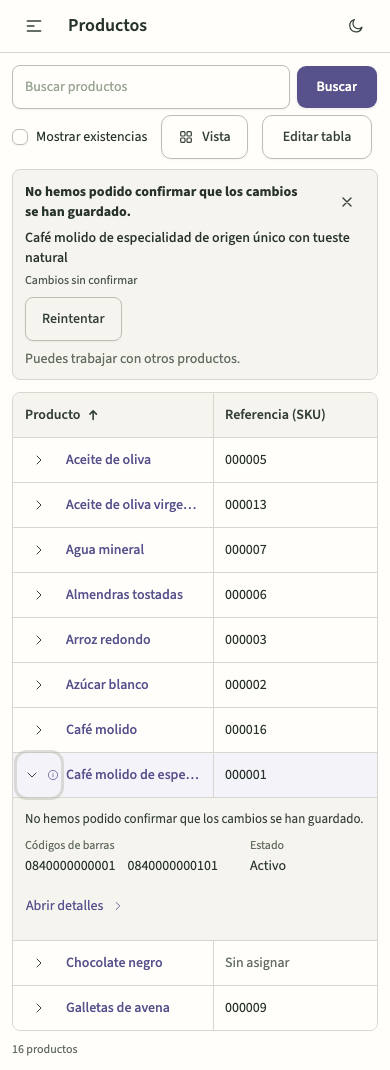 Productos
Buscar productos
Buscar
Mostrar existencias
Vista
Editar tabla
No hemos podido confirmar que los cambios
se han guardado.
Café molido de especialidad de origen único con tueste
natural
Cambios sin confirmar
Reintentar
Puedes trabajar con otros productos.
Producto ↑ Referencia (SKU)
Aceite de oliva 000005
Aceite de oliva virge... 000013
Agua mineral 000007
Almendras tostadas 000006
Arroz redondo 000003
Azúcar blanco 000002
Café molido 000016
Café molido de espe... 000001
No hemos podido confirmar que los cambios se han guardado.
Códigos de barras Estado
0840000000001 0840000000101 Activo
Abrir detalles
Chocolate negro Sin asignar
Galletas de avena 000009
16 productos